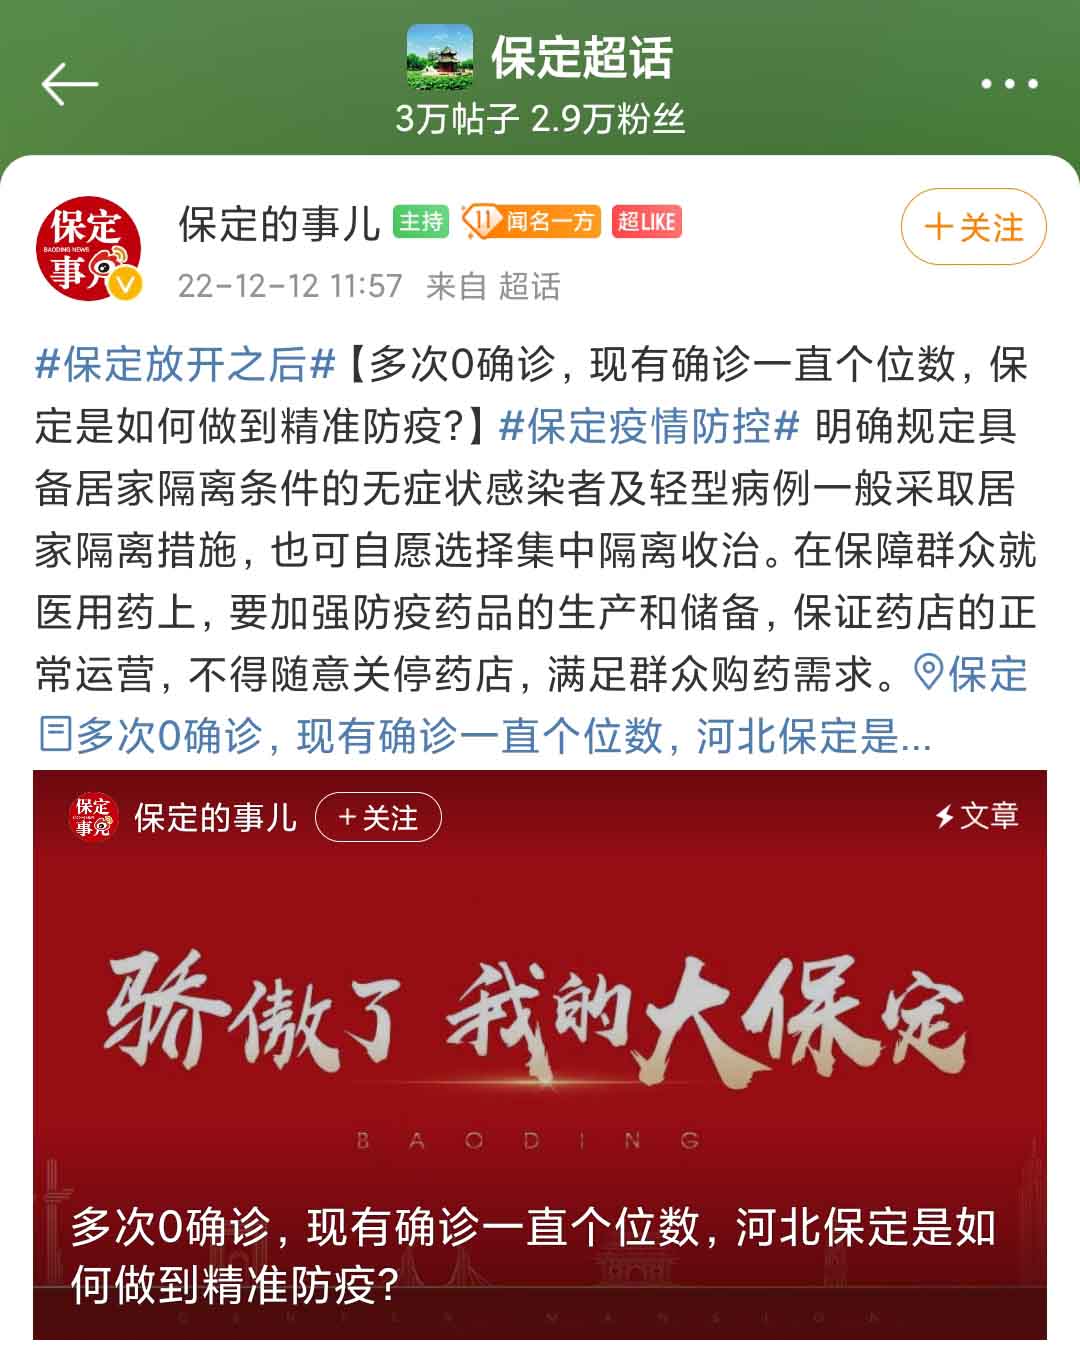 保定超话
3万帖子 2.9万粉丝
保定
BAODING NEWS
事儿
保定的事儿 主持 11 闻名一方 超LIKE
+关注
22-12-12 11:57 来自 超话
#保定放开之后#【多次0确诊，现有确诊一直个位数，保
定是如何做到精准防疫？】#保定疫情防控# 明确规定具
备居家隔离条件的无症状感染者及轻型病例一般采取居
家隔离措施，也可自愿选择集中隔离收治。在保障群众就
医用药上，要加强防疫药品的生产和储备，保证药店的正
常运营，不得随意关停药店，满足群众购药需求。保定
多次0确诊，现有确诊一直个位数，河北保定是...
保定
事儿
保定的事儿 +关注
文章
骄傲了 我的大保定
BAODING
多次0确诊，现有确诊一直个位数，河北保定是如
何做到精准防疫？